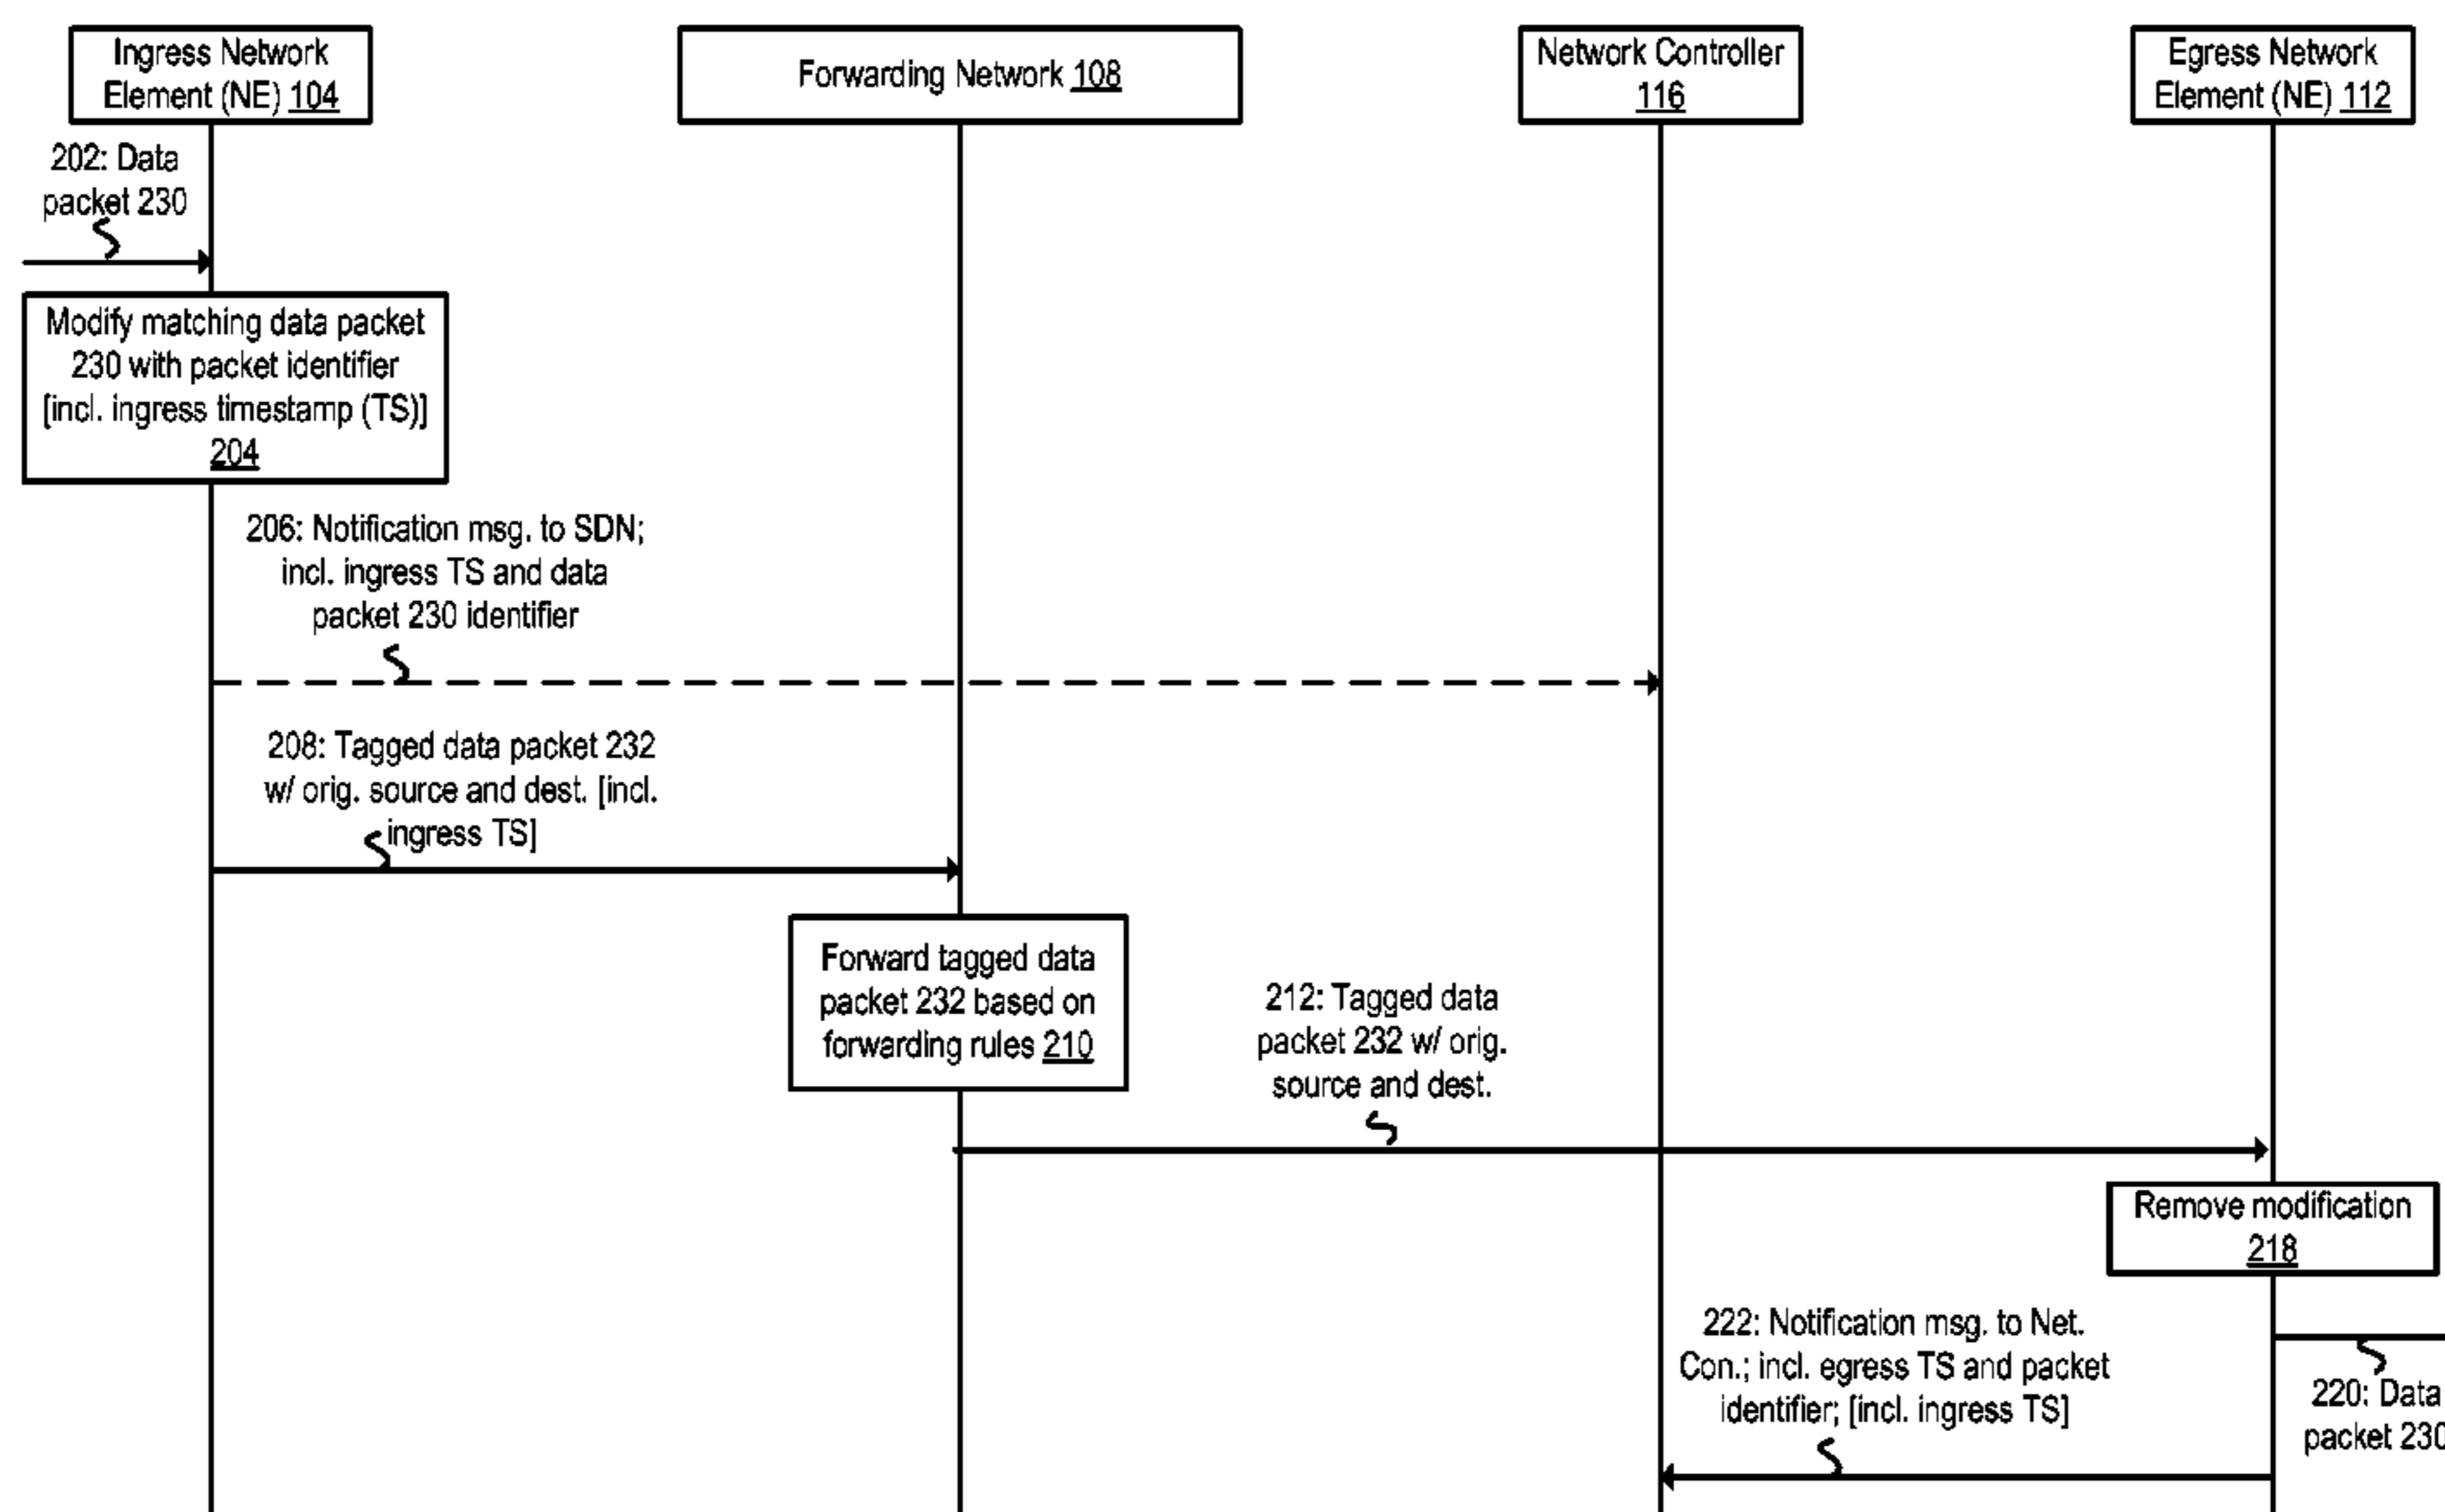 Ingress Network
Element (NE) 104
Forwarding Network 108
Network Controller
116
Egress Network
Element (NE) 112
202: Data
packet 230
Modify matching data packet
230 with packet identifier
[incl. ingress timestamp (TS)]
204
206: Notification msg. to SDN;
incl. ingress TS and data
packet 230 identifier
208: Tagged data packet 232
w/ orig. source and dest. [incl.
ingress TS]
Forward tagged data
packet 232 based on
forwarding rules 210
212: Tagged data
packet 232 w/ orig.
source and dest.
Remove modification
218
222: Notification msg. to Net.
Con.; incl. egress TS and packet
identifier; [incl. ingress TS]
220: Data
packet 230